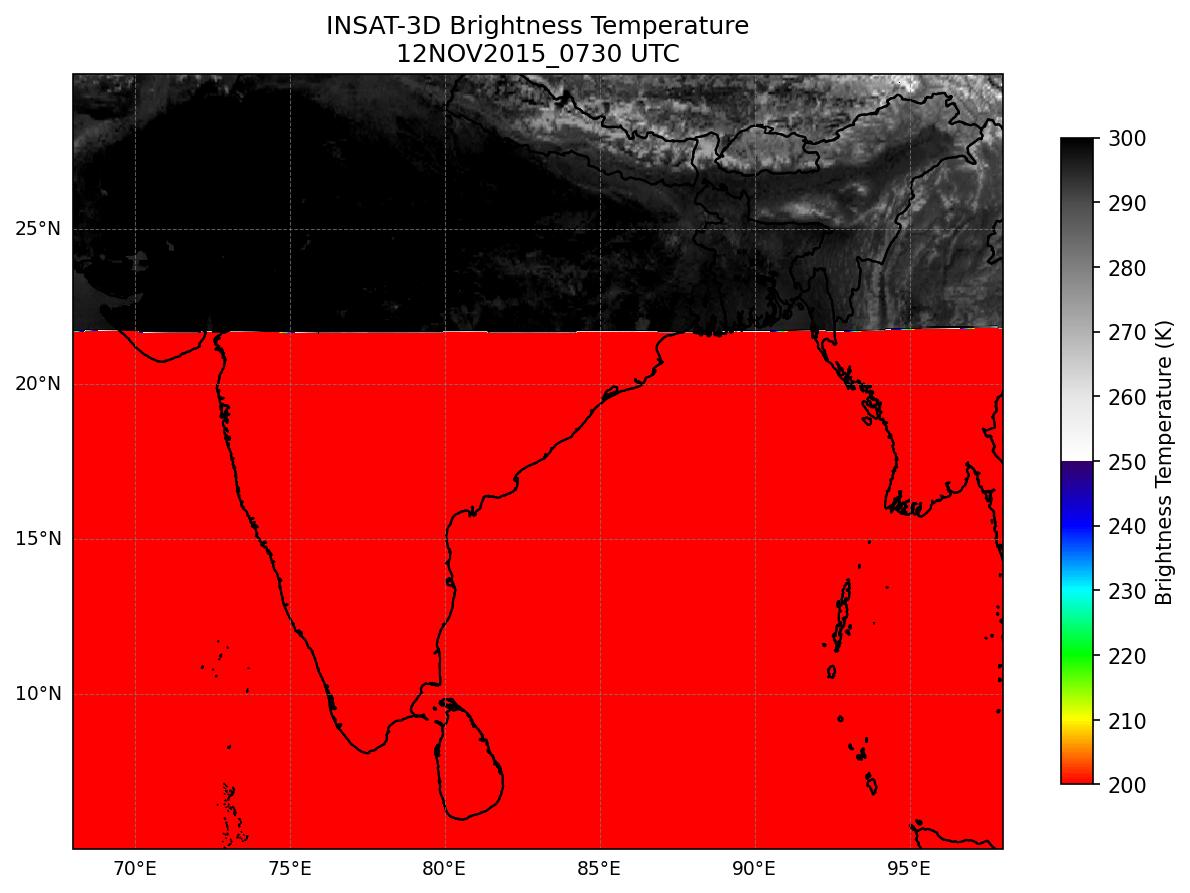 INSAT-3D Brightness Temperature
12NOV2015_0730 UTC
25°N
20°N
15°N
10°N
70°E
75°E
80°E
85°E
90°E
95°E
300
290
280
270
260
250
240
230
220
210
200
Brightness Temperature (K)